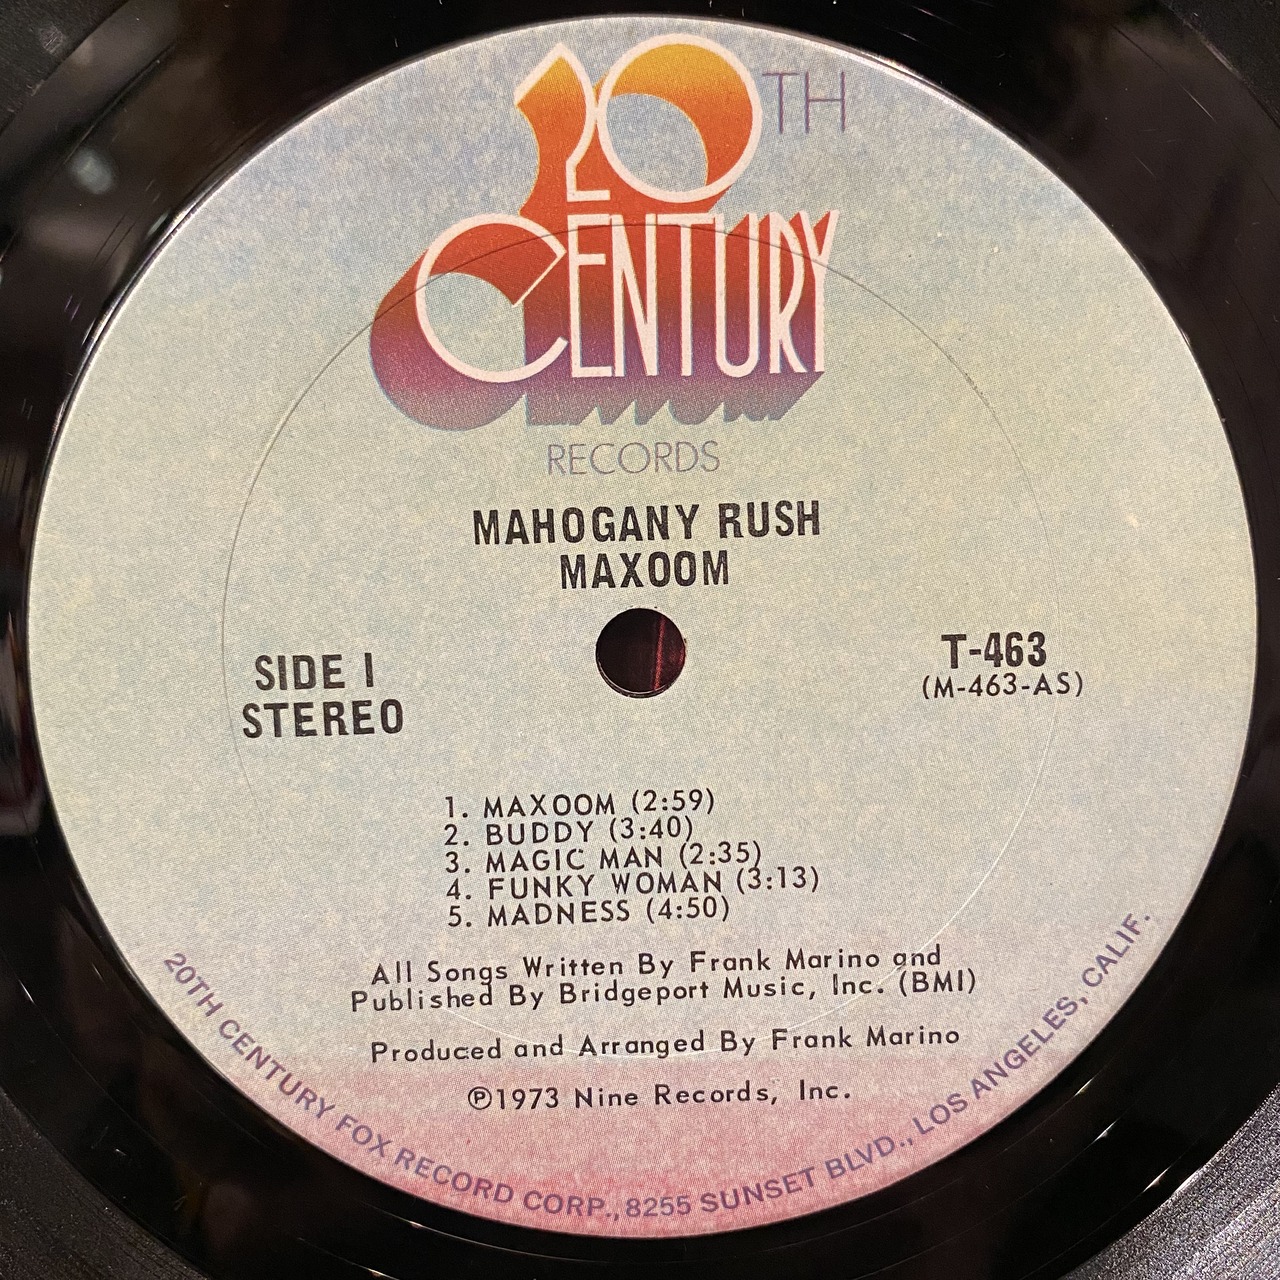 20TH
CENTURY
RECORDS
MAHOGANY RUSH
MAXOOM
SIDE I
STEREO
T-463
(M-463-AS)
1. MAXOOM (2:59)
2. BUDDY (3:40)
3. MAGIC MAN (2:35)
4. FUNKY WOMAN (3:13)
5. MADNESS (4:50)
All Songs Written By Frank Marino and
Published By Bridgeport Music, Inc. (BMI)
Produced and Arranged By Frank Marino
℗1973 Nine Records, Inc.
20TH CENTURY FOX RECORD CORP., 8255 SUNSET BLVD., LOS ANGELES, CALIF.